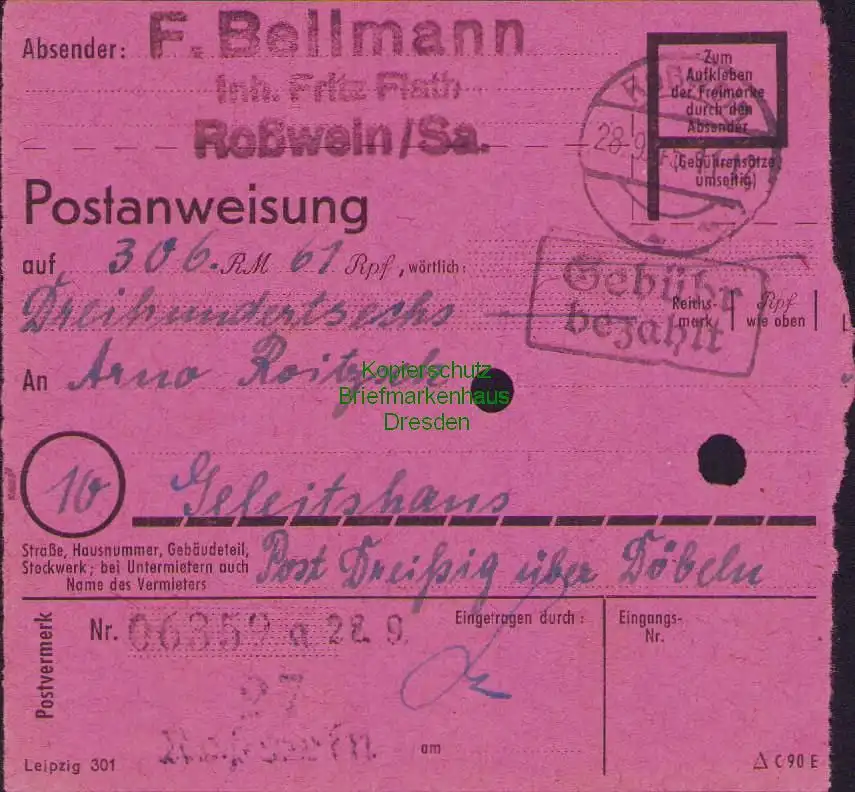 Absender: F. Bellmann
Inh. Fritz Flath
Roßwein/Sa.
Zum
Aufkleben
der Freimarke
durch den
Absender
(Gebührensätze
umseitig)
28.9.
Postanweisung
auf 306. RM 61 Rpf, wörtlich:
Gebühr
bezahlt
Dreihundertsechs
Reichs-
mark
Rpf
wie oben
An Arno Roitzsch
Kopierschutz
Briefmarkenhaus
Dresden
10 Geleitshaus
Straße, Hausnummer, Gebäudeteil,
Stockwerk; bei Untermietern auch
Name des Vermieters
Post Dreißig über Döbeln
Postvermerk
Nr. 06359 a 28. 9.
Eingetragen durch:
Eingangs-
Nr.
am
Leipzig 301
C 90 E